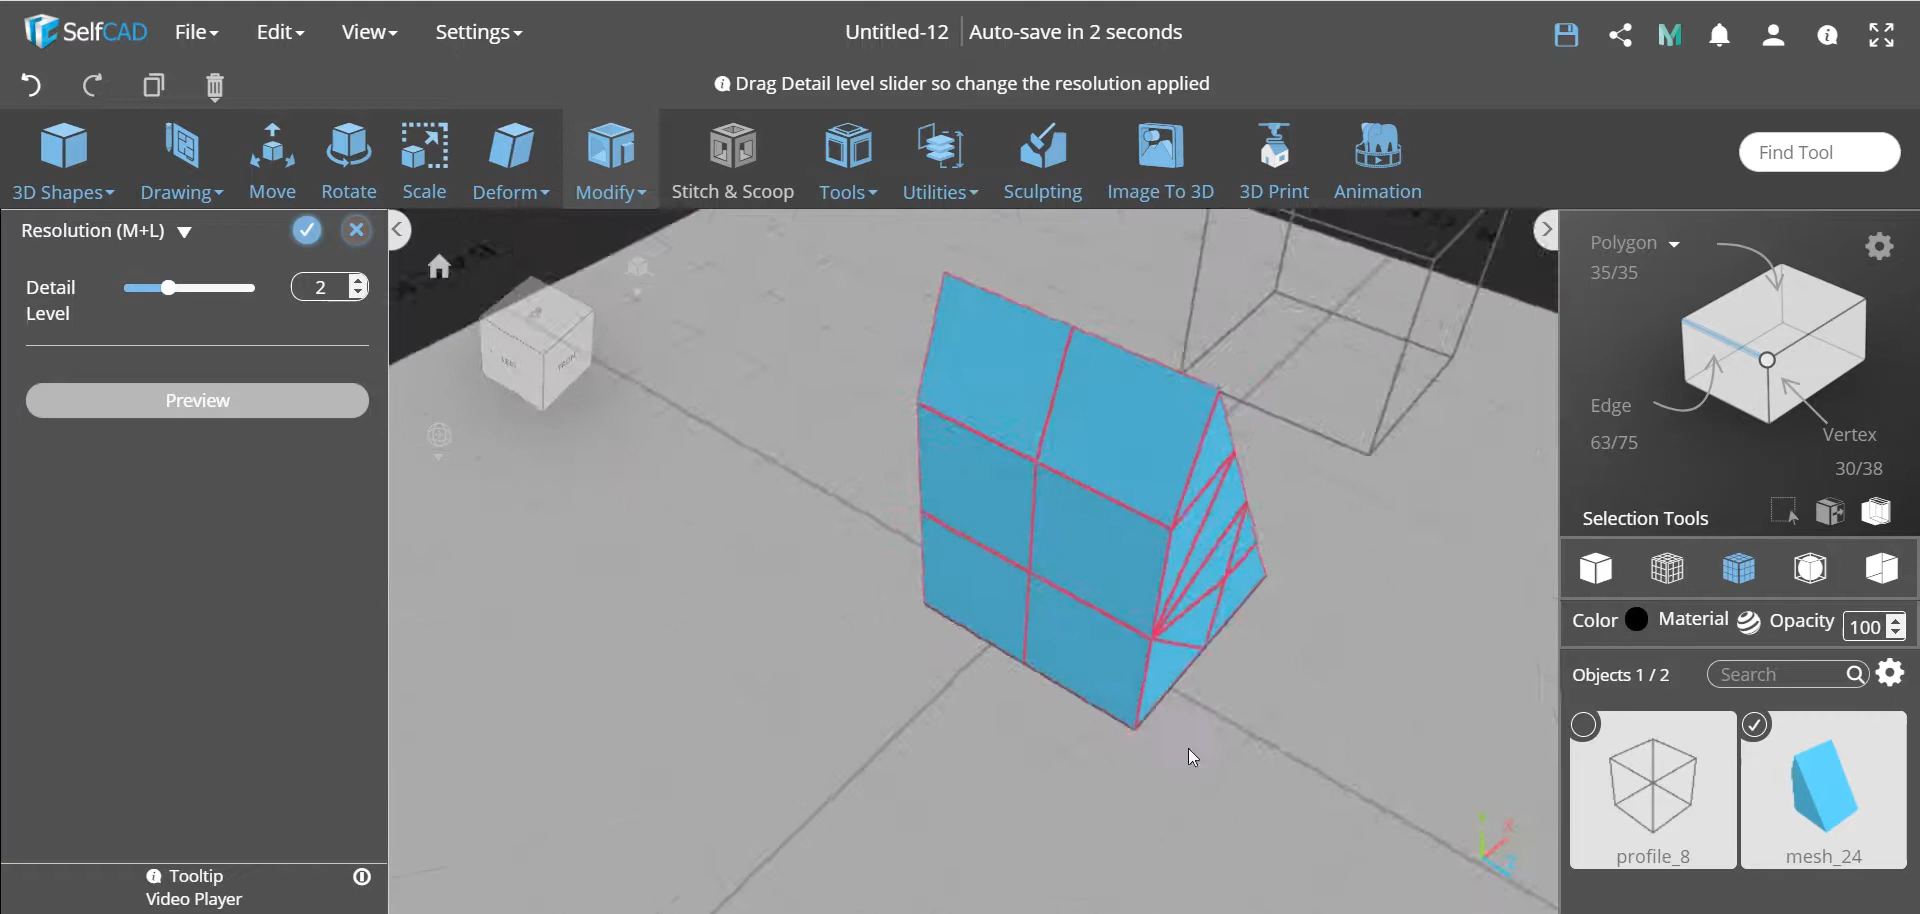 SelfCAD File Edit View Settings Untitled-12 Auto-save in 2 seconds
Drag Detail level slider so change the resolution applied
Find Tool
3D Shapes Drawing Move Rotate Scale Deform Modify Stitch & Scoop Tools Utilities Sculpting Image To 3D 3D Print Animation
Resolution (M+L)
Detail
Level
2
Preview
Tooltip
Video Player
LEFT
FRONT
Y
X
Z
Polygon
35/35
Edge
63/75
Vertex
30/38
Selection Tools
Color Material Opacity 100
Objects 1 / 2 Search
profile_8 mesh_24